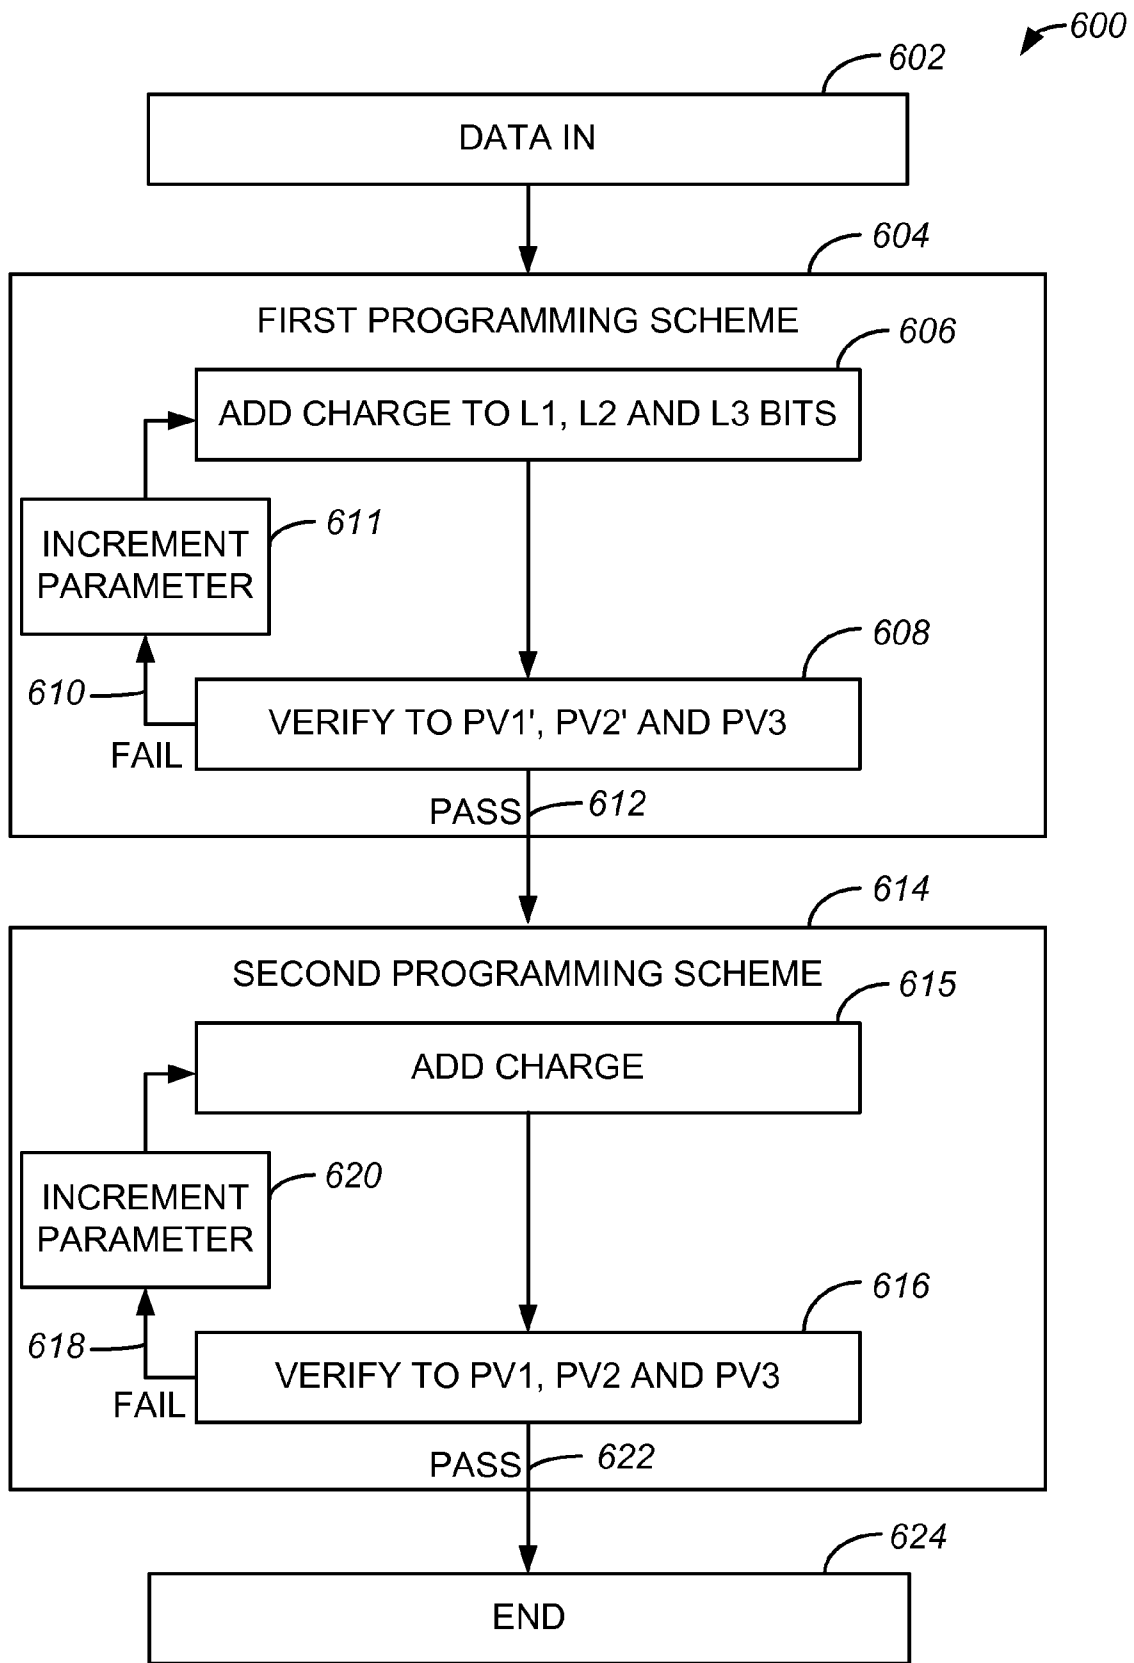 600
602
DATA IN
604
FIRST PROGRAMMING SCHEME
606
ADD CHARGE TO L1, L2 AND L3 BITS
611
INCREMENT
PARAMETER
608
610
VERIFY TO PV1', PV2' AND PV3
FAIL
PASS
612
614
SECOND PROGRAMMING SCHEME
615
ADD CHARGE
620
INCREMENT
PARAMETER
616
618
VERIFY TO PV1, PV2 AND PV3
FAIL
PASS
622
624
END